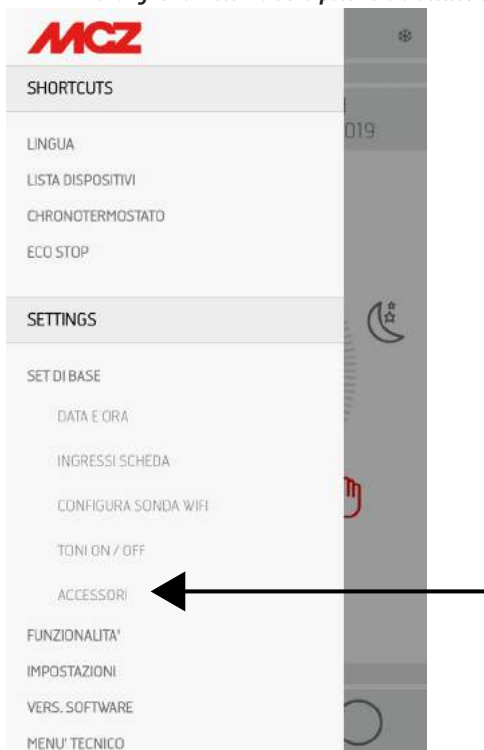 MCZ
SHORTCUTS
019
LINGUA
LISTA DISPOSITIVI
CHRONOTERMOSTATO
ECO STOP
SETTINGS
SET DI BASE
DATA E ORA
INGRESSI SCHEDA
CONFIGURA SONDA WIFI
TONI ON / OFF
ACCESSORI
FUNZIONALITA'
IMPOSTAZIONI
VERS. SOFTWARE
MENU' TECNICO